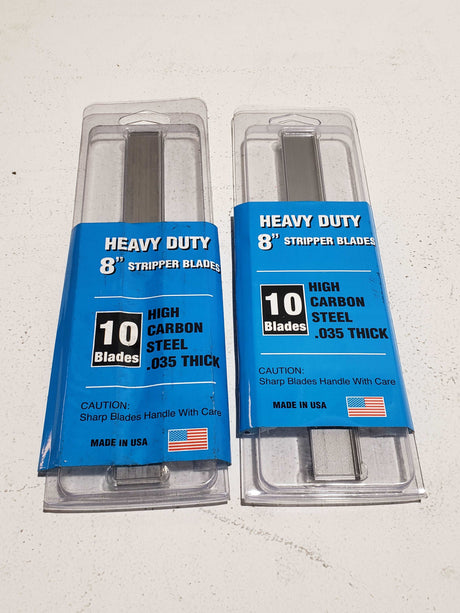 HEAVY DUTY
8" STRIPPER BLADES
10
Blades
HIGH
CARBON
STEEL
.035 THICK
CAUTION:
Sharp Blades Handle With Care
MADE IN USA
HEAVY DUTY
8" STRIPPER BLADES
10
Blades
HIGH
CARBON
STEEL
.035 THICK
CAUTION:
Sharp Blades Handle With Care
MADE IN USA